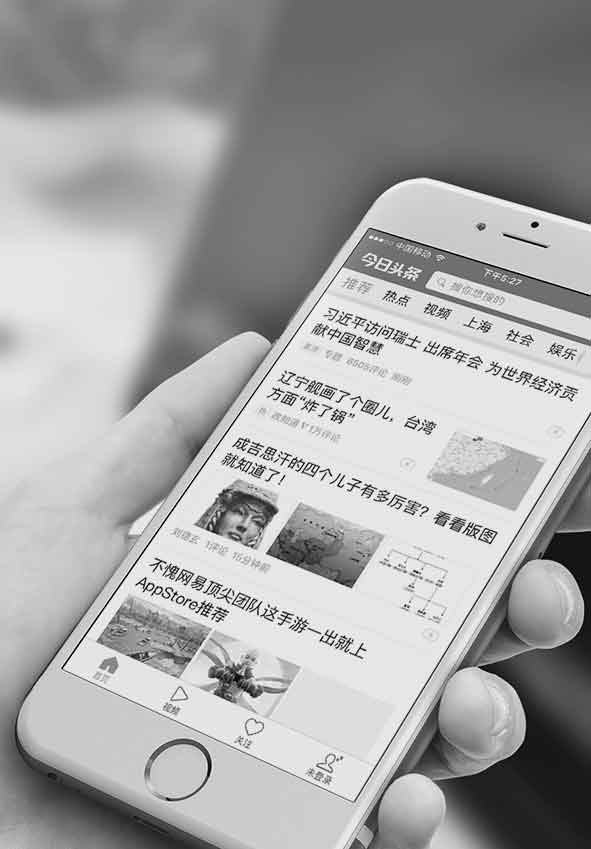 中国移动
下午5:27
今日头条
搜你想搜的
推荐 热点 视频 上海 社会 娱乐
习近平访问瑞士 出席年会 为世界经济贡
献中国智慧
专题 6505评论 刚刚
辽宁舰画了个圈儿，台湾
方面“炸了锅”
热 政知道 1万评论
成吉思汗的四个儿子有多厉害？看看版图
就知道了！
1评论 16分钟前
不愧网易顶尖团队这手游一出就上
AppStore推荐
首页
视频
关注
未登录